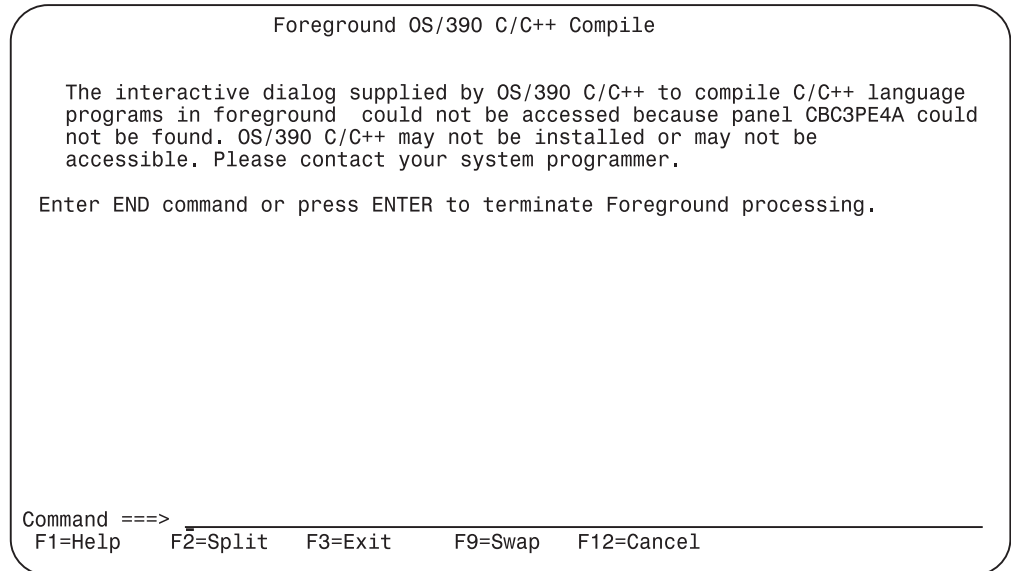 Foreground OS/390 C/C++ Compile
The interactive dialog supplied by OS/390 C/C++ to compile C/C++ language
programs in foreground  could not be accessed because panel CBC3PE4A could
not be found. OS/390 C/C++ may not be installed or may not be
accessible. Please contact your system programmer.
Enter END command or press ENTER to terminate Foreground processing.
Command ===> _
F1=Help F2=Split F3=Exit F9=Swap F12=Cancel